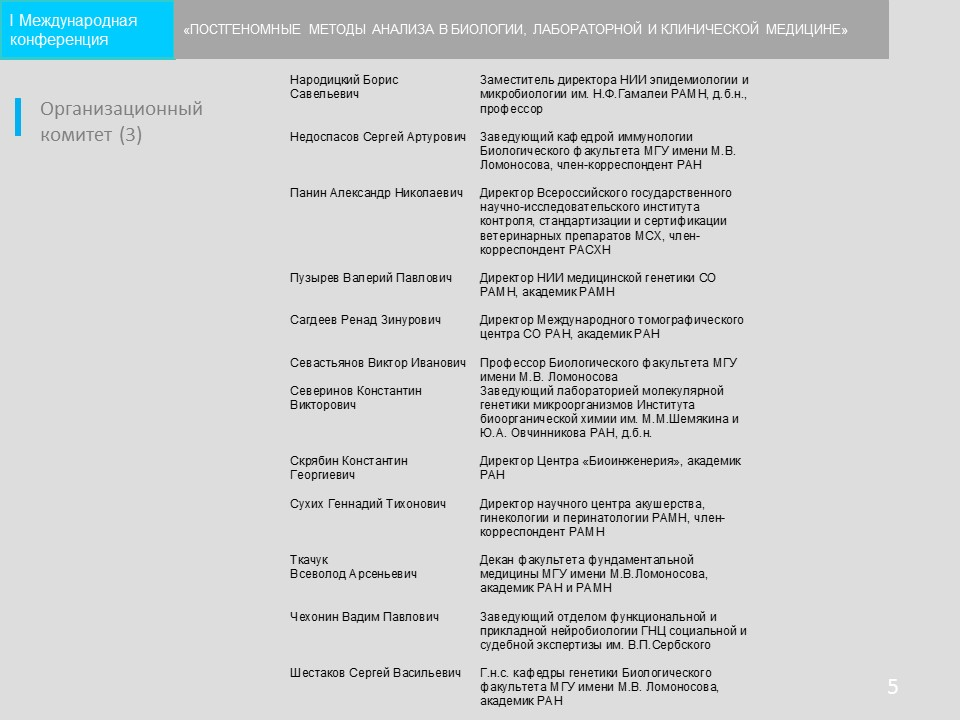 I Международная
конференция
«ПОСТГЕНОМНЫЕ МЕТОДЫ АНАЛИЗА В БИОЛОГИИ, ЛАБОРАТОРНОЙ И КЛИНИЧЕСКОЙ МЕДИЦИНЕ»
Организационный
комитет (3)
Народицкий Борис
Савельевич
Заместитель директора НИИ эпидемиологии и
микробиологии им. Н.Ф.Гамалеи РАМН, д.б.н.,
профессор
Недоспасов Сергей Артурович
Заведующий кафедрой иммунологии
Биологического факультета МГУ имени М.В.
Ломоносова, член-корреспондент РАН
Панин Александр Николаевич
Директор Всероссийского государственного
научно-исследовательского института
контроля, стандартизации и сертификации
ветеринарных препаратов МСХ, член-
корреспондент РАСХН
Пузырев Валерий Павлович
Директор НИИ медицинской генетики СО
РАМН, академик РАМН
Сагдеев Ренад Зинурович
Директор Международного томографического
центра СО РАН, академик РАН
Севастьянов Виктор Иванович
Профессор Биологического факультета МГУ
имени М.В. Ломоносова
Северинов Константин
Викторович
Заведующий лабораторией молекулярной
генетики микроорганизмов Института
биоорганической химии им. М.М.Шемякина и
Ю.А. Овчинникова РАН, д.б.н.
Скрябин Константин
Георгиевич
Директор Центра «Биоинженерия», академик
РАН
Сухих Геннадий Тихонович
Директор научного центра акушерства,
гинекологии и перинатологии РАМН, член-
корреспондент РАМН
Ткачук
Всеволод Арсеньевич
Декан факультета фундаментальной
медицины МГУ имени М.В.Ломоносова,
академик РАН и РАМН
Чехонин Вадим Павлович
Заведующий отделом функциональной и
прикладной нейробиологии ГНЦ социальной и
судебной экспертизы им. В.П.Сербского
Шестаков Сергей Васильевич
Г.н.с. кафедры генетики Биологического
факультета МГУ имени М.В. Ломоносова,
академик РАН
5